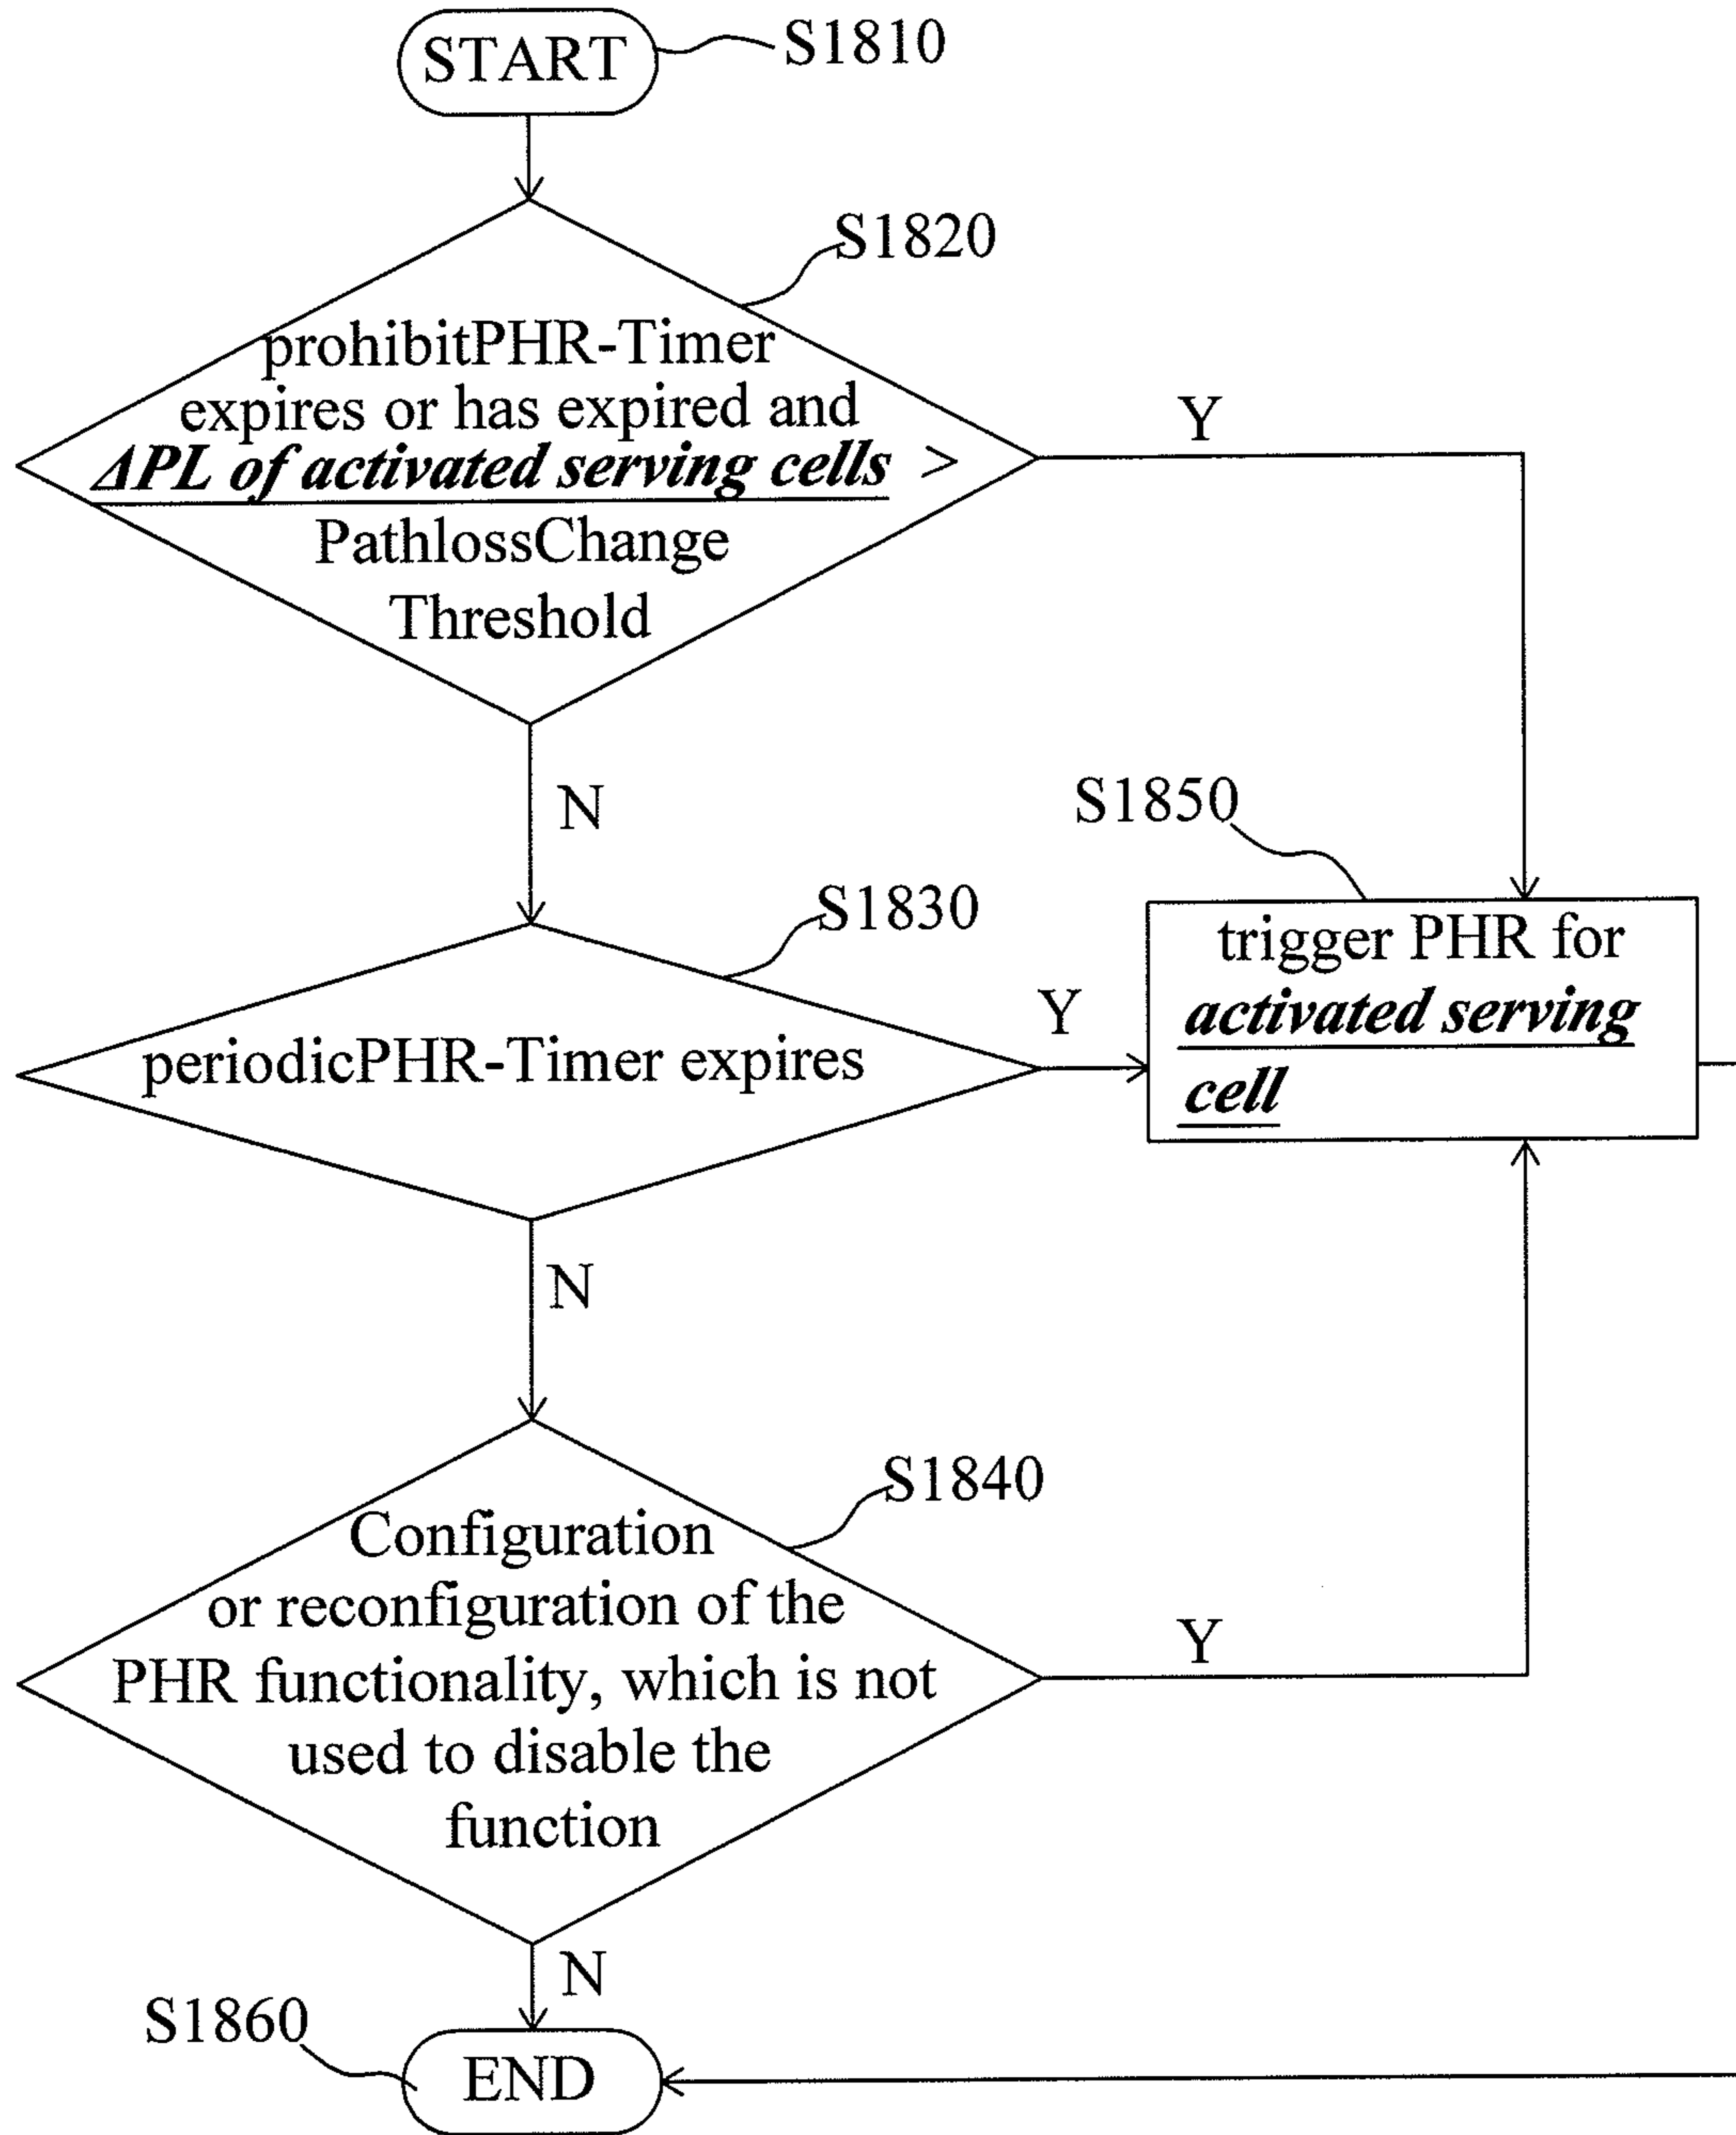 START
S1810
S1820
prohibitPHR-Timer
expires or has expired and
ΔPL of activated serving cells >
PathlossChange
Threshold
Y
N
S1850
trigger PHR for
activated serving
cell
S1830
periodicPHR-Timer expires
Y
N
S1840
Configuration
or reconfiguration of the
PHR functionality, which is not
used to disable the
function
Y
N
S1860
END